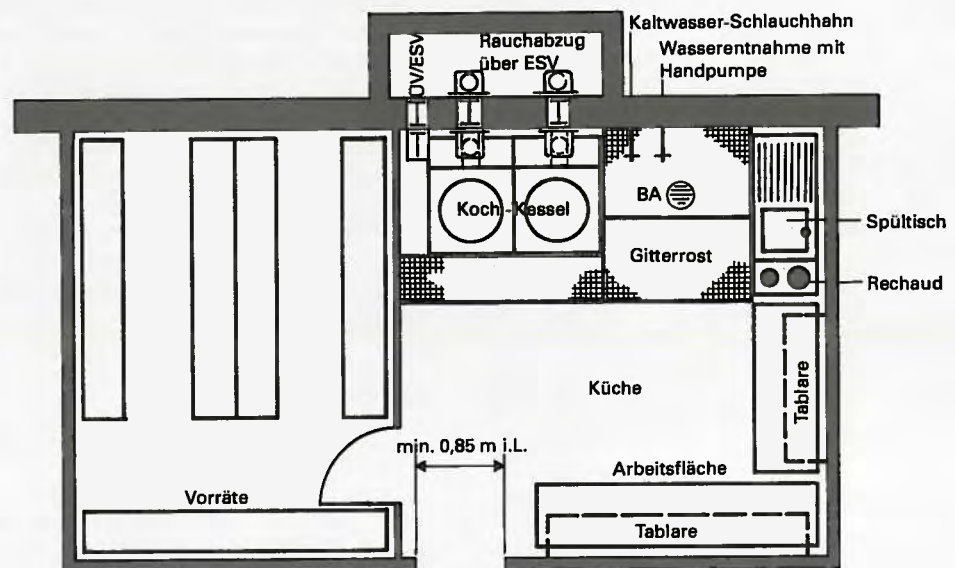 Kaltwasser-Schlauchhahn
Wasserentnahme mit
Handpumpe
ÜV/ESV
Rauchabzug
über ESV
Koch-Kessel
BA
Gitterrost
Spültisch
Rechaud
Küche
Tablare
min. 0,85 m i.L.
Arbeitsfläche
Vorräte
Tablare